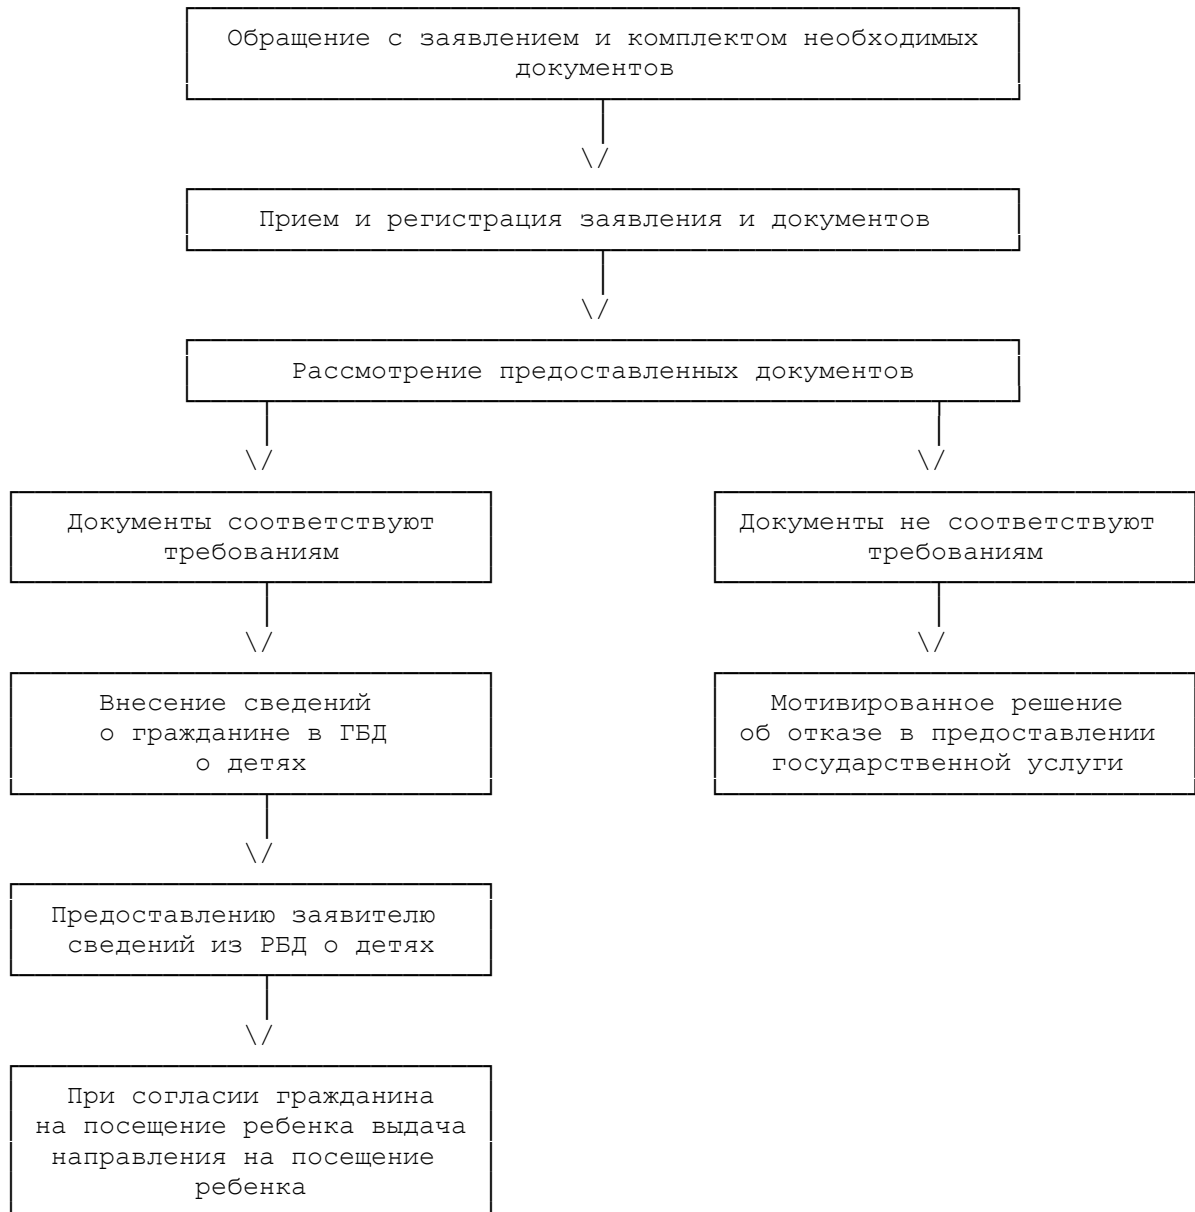 Обращение с заявлением и комплектом необходимых
документов
\/
Прием и регистрация заявления и документов
\/
Рассмотрение предоставленных документов
\/ \/
Документы соответствуют
требованиям
Документы не соответствуют
требованиям
\/ \/
Внесение сведений
о гражданине в ГБД
о детях
Мотивированное решение
об отказе в предоставлении
государственной услуги
\/
Предоставлению заявителю
сведений из РБД о детях
\/
При согласии гражданина
на посещение ребенка выдача
направления на посещение
ребенка